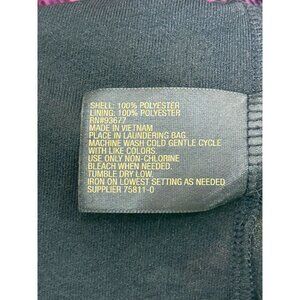 SHELL: 100% POLYESTER
LINING: 100% POLYESTER
RN#93677
MADE IN VIETNAM
PLACE IN LAUNDERING BAG.
MACHINE WASH COLD GENTLE CYCLE
WITH LIKE COLORS.
USE ONLY NON-CHLORINE
BLEACH WHEN NEEDED.
TUMBLE DRY LOW.
IRON ON LOWEST SETTING AS NEEDED
SUPPLIER 75811-0